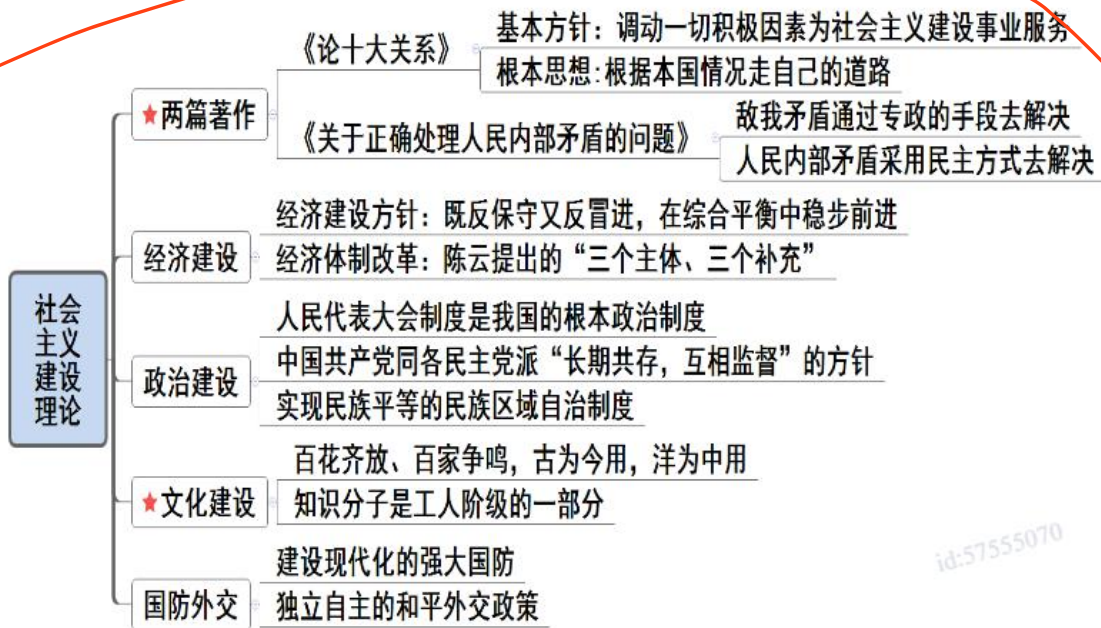 社会
主义
建设
理论
★两篇著作
《论十大关系》
基本方针：调动一切积极因素为社会主义建设事业服务
根本思想:根据本国情况走自己的道路
《关于正确处理人民内部矛盾的问题》
敌我矛盾通过专政的手段去解决
人民内部矛盾采用民主方式去解决
经济建设
经济建设方针：既反保守又反冒进，在综合平衡中稳步前进
经济体制改革：陈云提出的“三个主体、三个补充”
政治建设
人民代表大会制度是我国的根本政治制度
中国共产党同各民主党派“长期共存，互相监督”的方针
实现民族平等的民族区域自治制度
★文化建设
百花齐放、百家争鸣，古为今用，洋为中用
知识分子是工人阶级的一部分
国防外交
建设现代化的强大国防
独立自主的和平外交政策
id:57555070